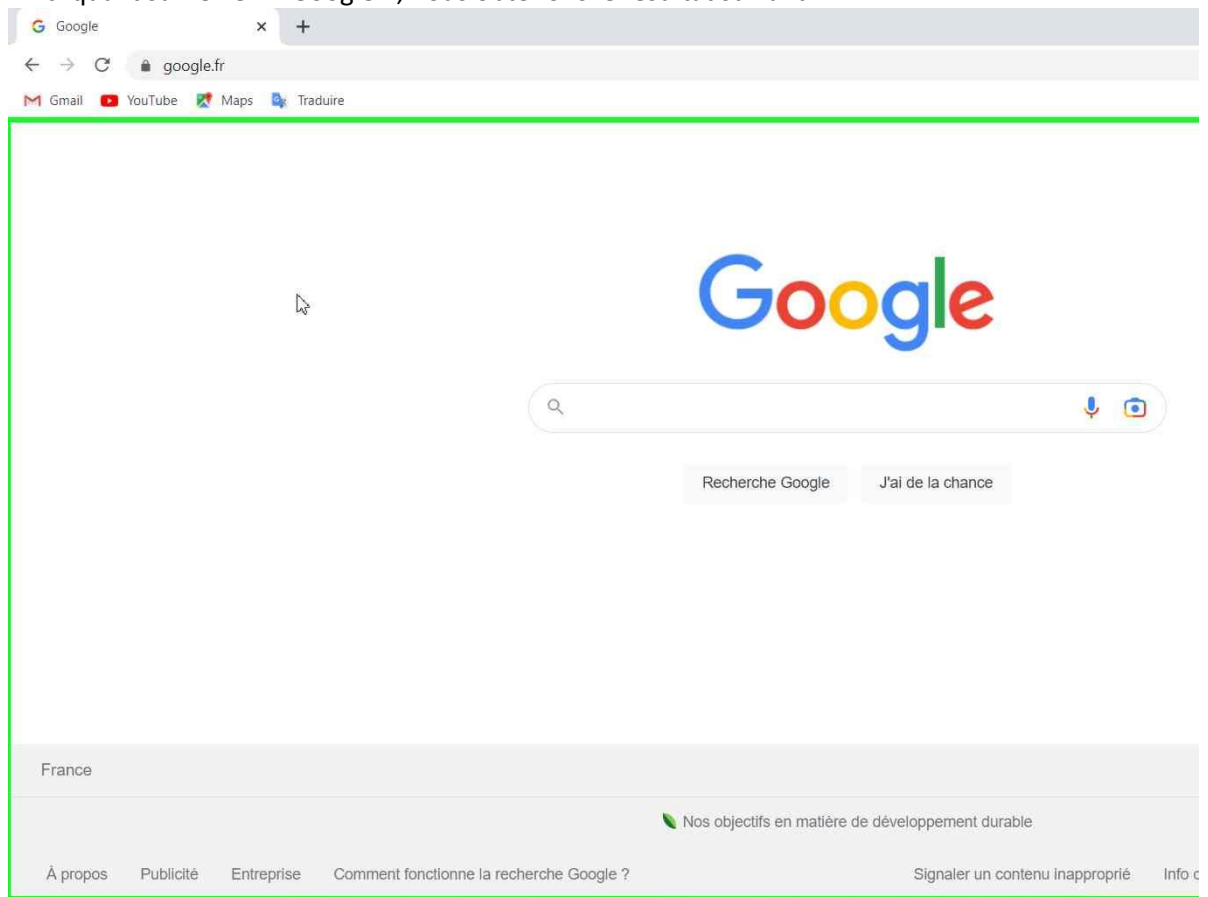 Google
google.fr
Gmail YouTube Maps Traduire
Google
Recherche Google J'ai de la chance
France
Nos objectifs en matière de développement durable
À propos Publicité Entreprise Comment fonctionne la recherche Google ? Signaler un contenu inapproprié Info